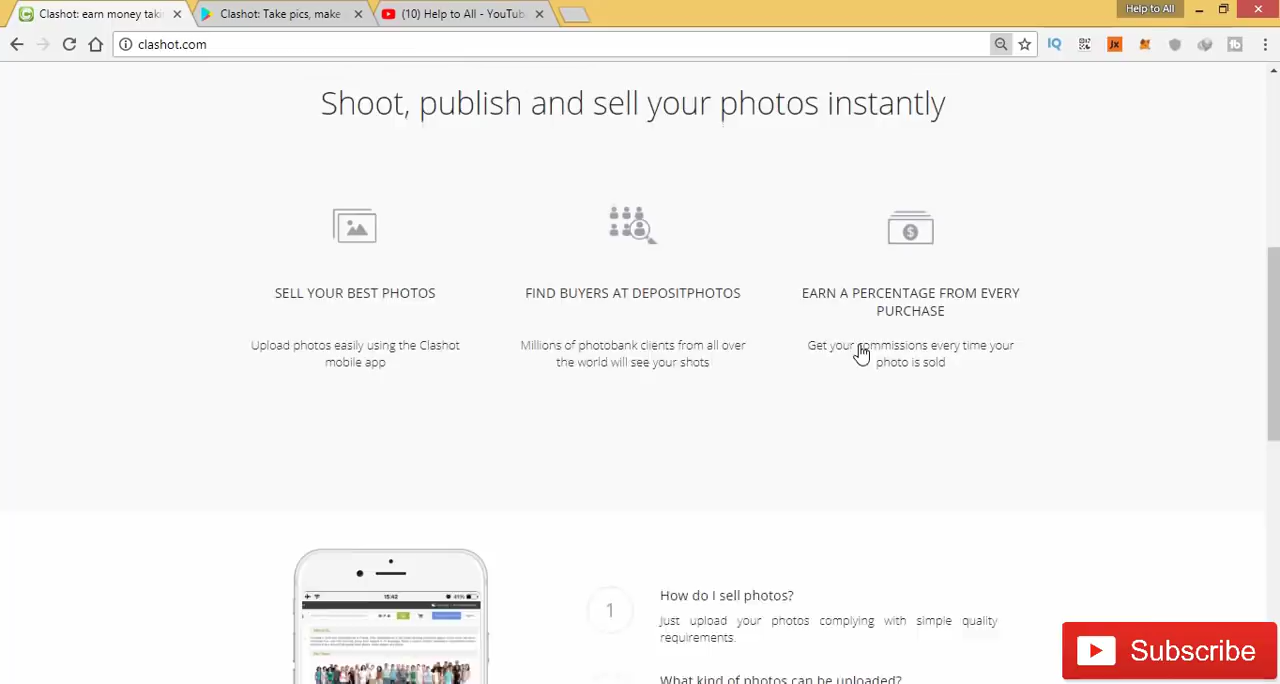 Clashot: earn money taki
Clashot: Take pics, make
(10) Help to All - YouTub
Help to All
clashot.com
Shoot, publish and sell your photos instantly
SELL YOUR BEST PHOTOS
Upload photos easily using the Clashot
mobile app
FIND BUYERS AT DEPOSITPHOTOS
Millions of photobank clients from all over
the world will see your shots
EARN A PERCENTAGE FROM EVERY
PURCHASE
Get your commissions every time your
photo is sold
15:42
41%
1
How do I sell photos?
Just upload your photos complying with simple quality
requirements.
What kind of photos can be uploaded?
Subscribe